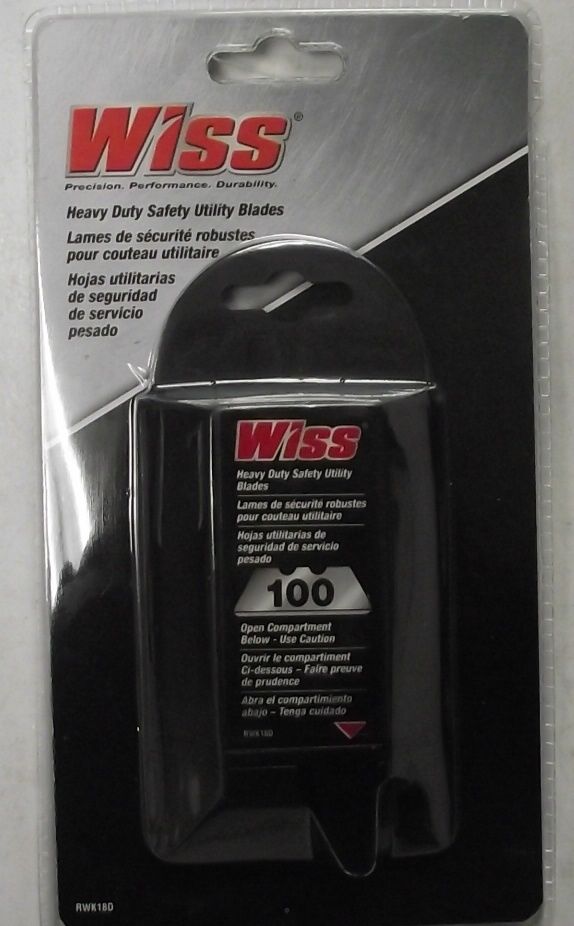 Wiss®
Precision. Performance. Durability.
Heavy Duty Safety Utility Blades
Lames de sécurité robustes
pour couteau utilitaire
Hojas utilitarias
de seguridad
de servicio
pesado
Wiss
Heavy Duty Safety Utility
Blades
Lames de sécurité robustes
pour couteau utilitaire
Hojas utilitarias de
seguridad de servicio
pesado
100
Open Compartment
Below - Use Caution
Ouvrir le compartiment
Ci-dessous – Faire preuve
de prudence
Abra el compartimiento
abajo – Tenga cuidado
RWK18D
RWK18D